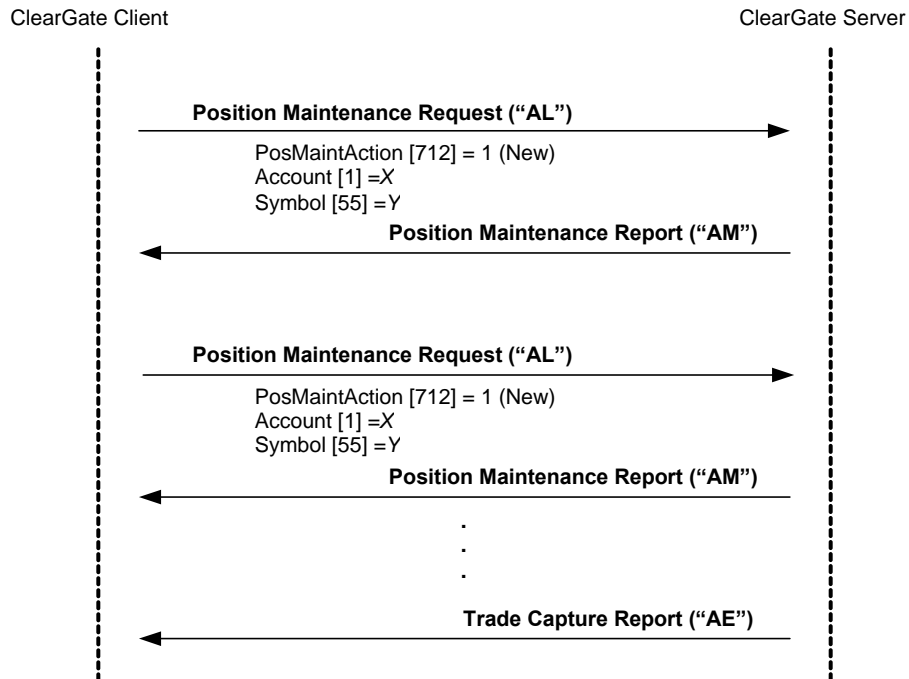 ClearGate Client
ClearGate Server
Position Maintenance Request (“AL”)
PosMaintAction [712] = 1 (New)
Account [1] =X
Symbol [55] =Y
Position Maintenance Report (“AM”)
Position Maintenance Request (“AL”)
PosMaintAction [712] = 1 (New)
Account [1] =X
Symbol [55] =Y
Position Maintenance Report (“AM”)
.
.
.
Trade Capture Report (“AE”)